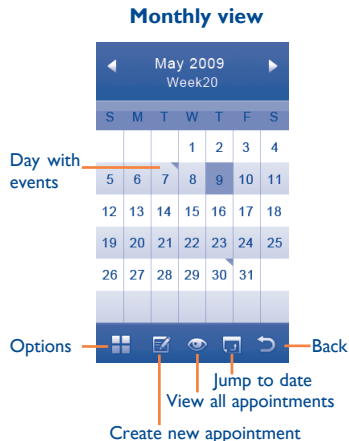 Monthly view
May 2009
Week20
S M T W T F S
1 2 3 4
Day with
events
5 6 7 8 9 10 11
12 13 14 15 16 17 18
19 20 21 22 23 24 25
26 27 28 29 30 31
Options
Back
Jump to date
View all appointments
Create new appointment